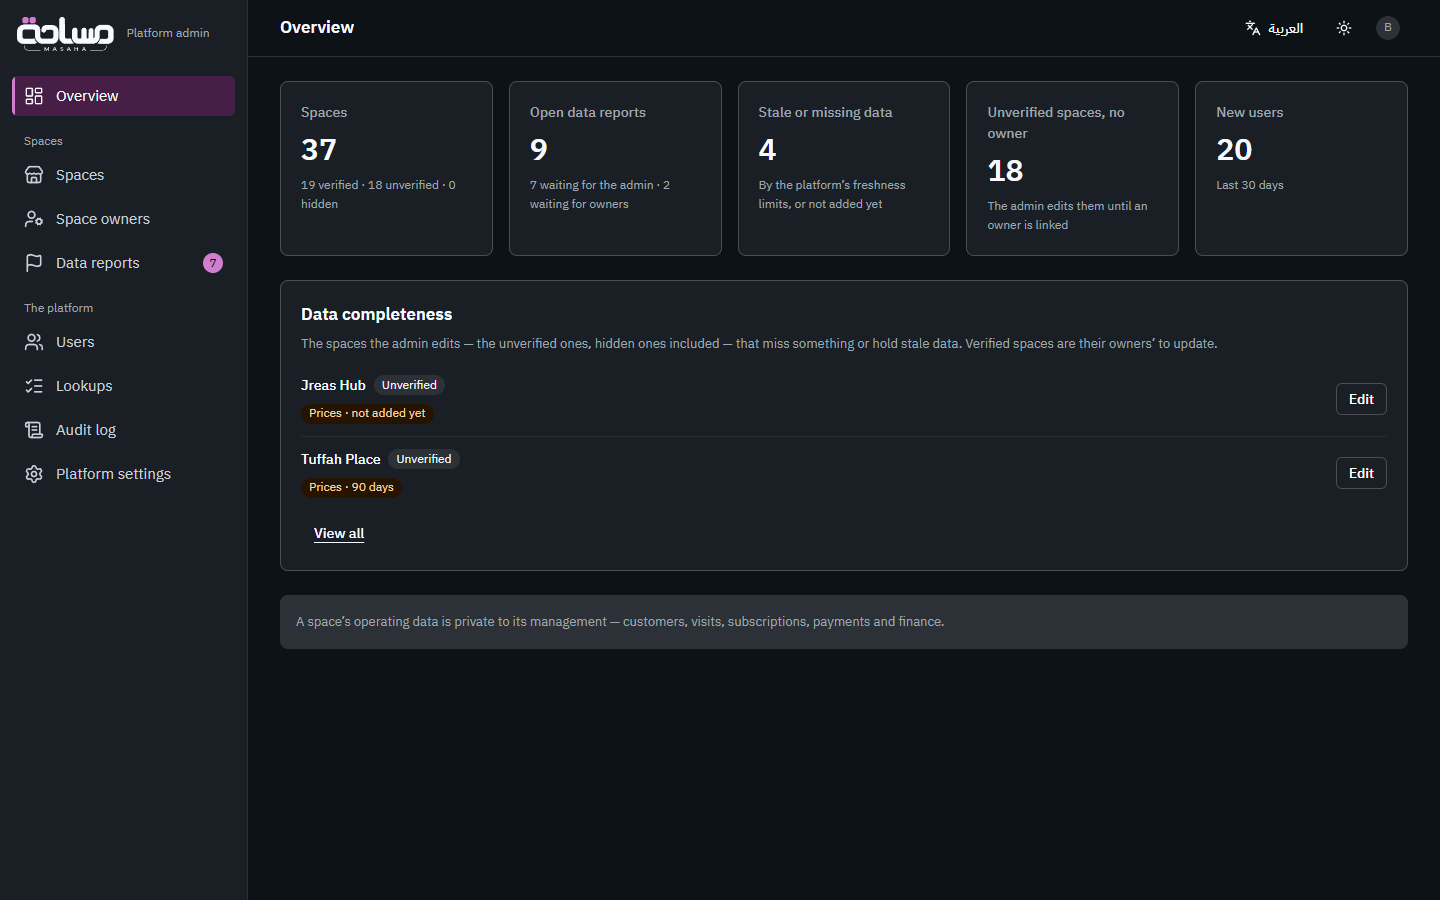 مساحة
MASAHA
Platform admin
Overview
العربية
B
Overview
Spaces
Spaces
Space owners
Data reports
7
The platform
Users
Lookups
Audit log
Platform settings
Spaces
37
19 verified · 18 unverified · 0
hidden
Open data reports
9
7 waiting for the admin · 2
waiting for owners
Stale or missing data
4
By the platform’s freshness
limits, or not added yet
Unverified spaces, no
owner
18
The admin edits them until an
owner is linked
New users
20
Last 30 days
Data completeness
The spaces the admin edits — the unverified ones, hidden ones included — that miss something or hold stale data. Verified spaces are their owners’ to update.
Jreas Hub Unverified
Prices · not added yet
Edit
Tuffah Place Unverified
Prices · 90 days
Edit
View all
A space’s operating data is private to its management — customers, visits, subscriptions, payments and finance.